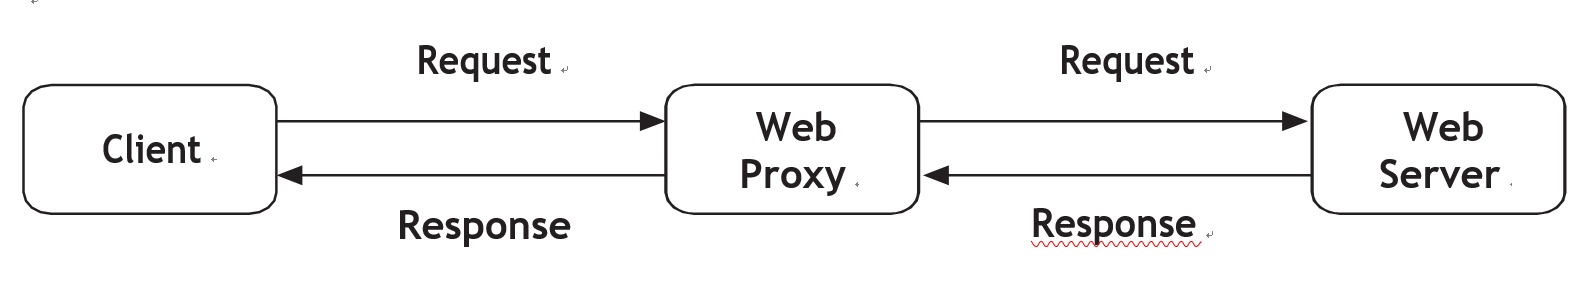 Request
Request
Client
Web
Proxy
Web
Server
Response
Response